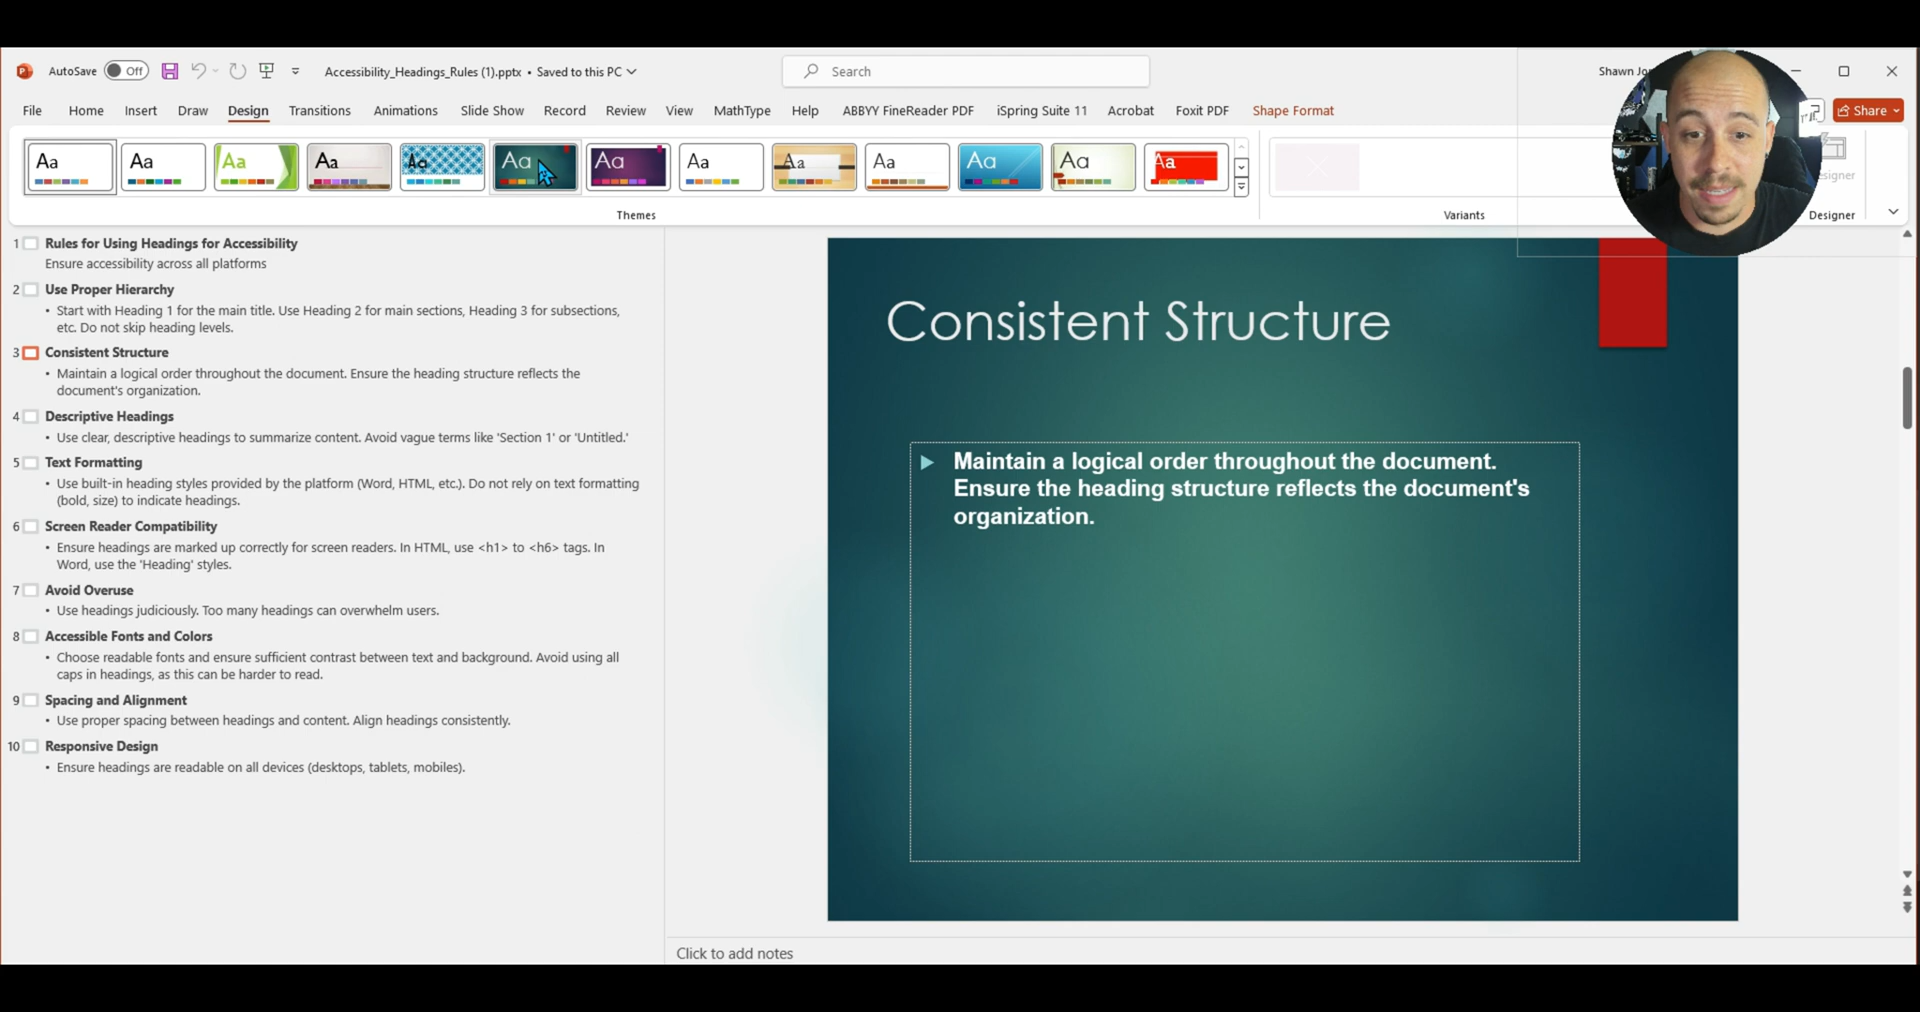 AutoSave Off Accessibility_Headings_Rules (1).pptx • Saved to this PC Search Shawn
File Home Insert Draw Design Transitions Animations Slide Show Record Review View MathType Help ABBYY FineReader PDF iSpring Suite 11 Acrobat Foxit PDF Shape Format Share
Aa Aa Aa Aa Aa Aa Aa Aa Aa Aa Aa Aa Aa
Themes Variants Designer
1 Rules for Using Headings for Accessibility
Ensure accessibility across all platforms
2 Use Proper Hierarchy
• Start with Heading 1 for the main title. Use Heading 2 for main sections, Heading 3 for subsections,
etc. Do not skip heading levels.
3 Consistent Structure
• Maintain a logical order throughout the document. Ensure the heading structure reflects the
document's organization.
4 Descriptive Headings
• Use clear, descriptive headings to summarize content. Avoid vague terms like 'Section 1' or 'Untitled.'
5 Text Formatting
• Use built-in heading styles provided by the platform (Word, HTML, etc.). Do not rely on text formatting
(bold, size) to indicate headings.
6 Screen Reader Compatibility
• Ensure headings are marked up correctly for screen readers. In HTML, use <h1> to <h6> tags. In
Word, use the 'Heading' styles.
7 Avoid Overuse
• Use headings judiciously. Too many headings can overwhelm users.
8 Accessible Fonts and Colors
• Choose readable fonts and ensure sufficient contrast between text and background. Avoid using all
caps in headings, as this can be harder to read.
9 Spacing and Alignment
• Use proper spacing between headings and content. Align headings consistently.
10 Responsive Design
• Ensure headings are readable on all devices (desktops, tablets, mobiles).
Consistent Structure
Maintain a logical order throughout the document.
Ensure the heading structure reflects the document's
organization.
Click to add notes